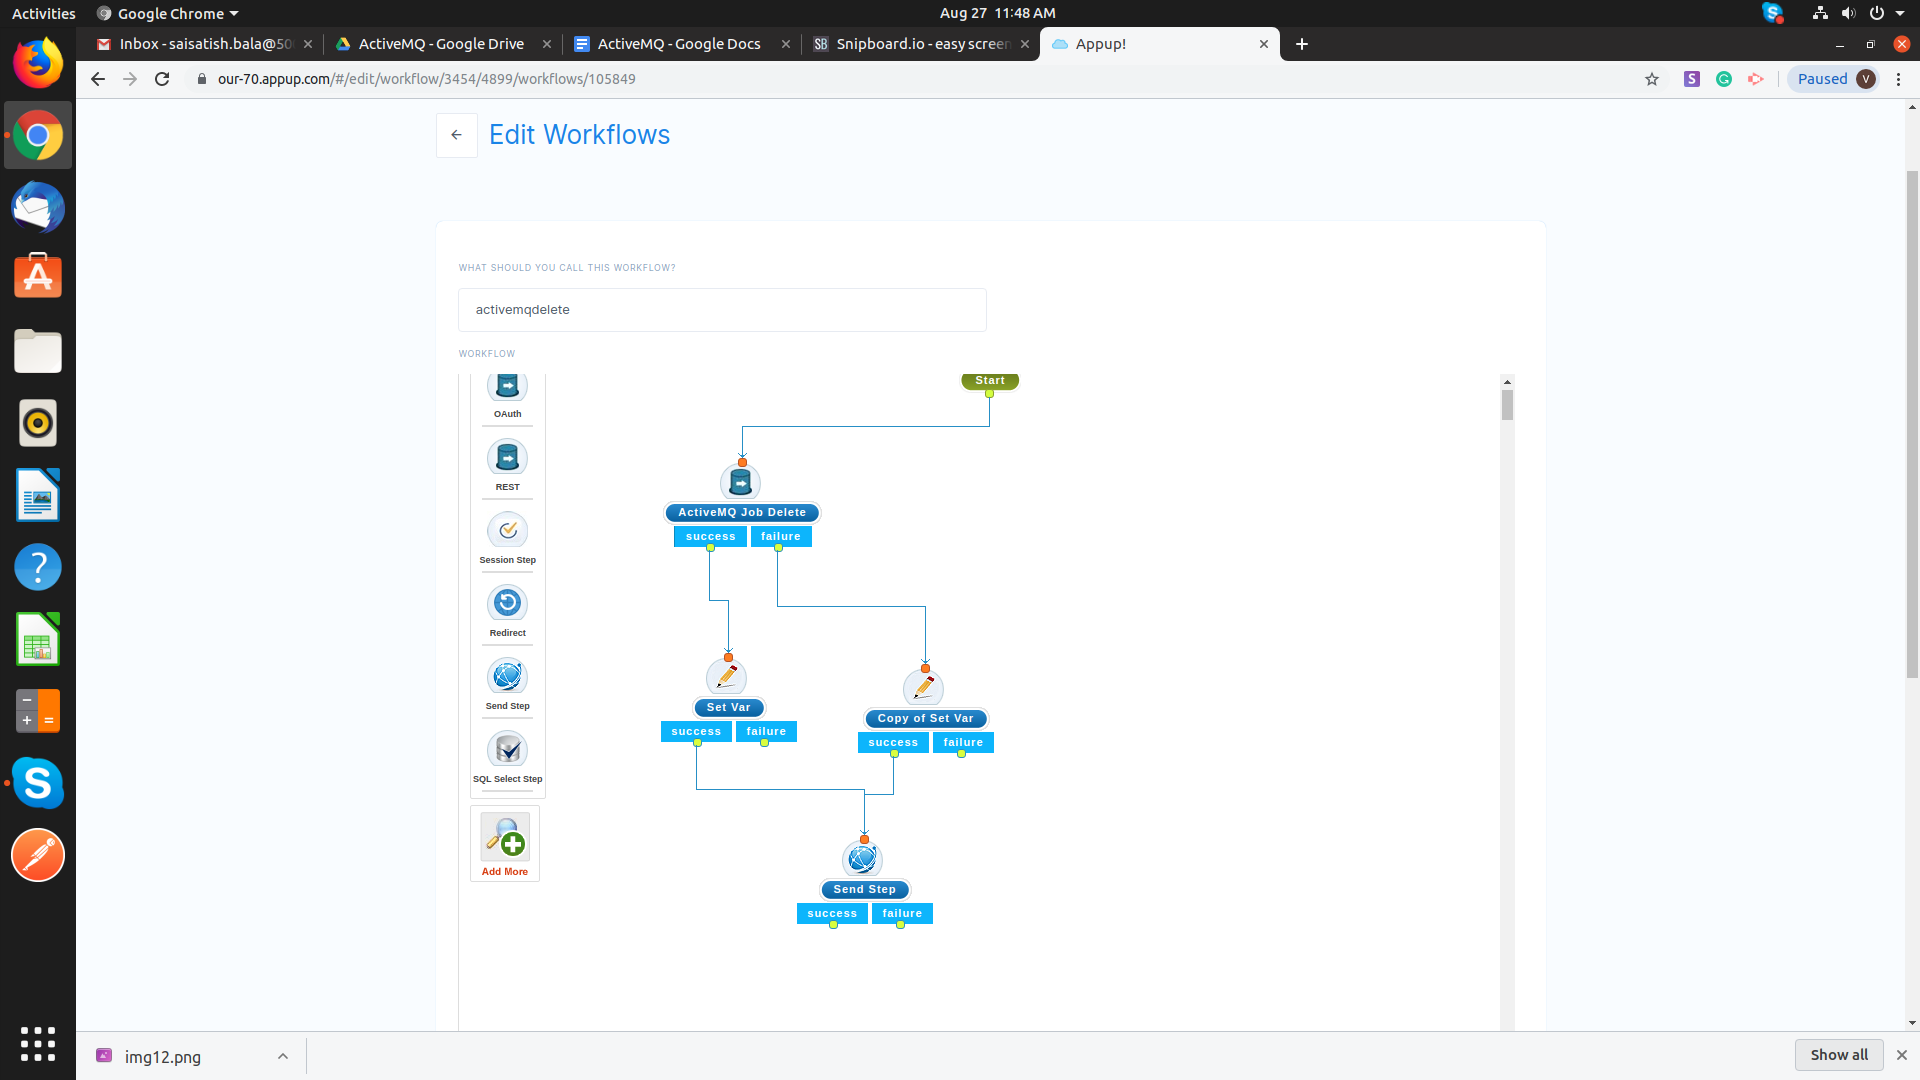 Activities
Google Chrome
Aug 27 11:48 AM
Inbox - saisatish.bala@50
ActiveMQ - Google Drive
ActiveMQ - Google Docs
SB
Snipboard.io - easy screen
Appup!
our-70.appup.com/#/edit/workflow/3454/4899/workflows/105849
S
G
Paused
V
Edit Workflows
WHAT SHOULD YOU CALL THIS WORKFLOW?
activemqdelete
WORKFLOW
Start
OAuth
REST
Session Step
Redirect
Send Step
SQL Select Step
Add More
ActiveMQ Job Delete
success
failure
Set Var
success
failure
Copy of Set Var
success
failure
Send Step
success
failure
img12.png
Show all